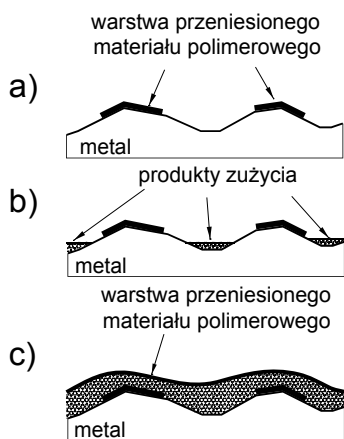 warstwa przeniesionego
materiału polimerowego
a)
metal
produkty zużycia
b)
metal
warstwa przeniesionego
materiału polimerowego
c)
metal